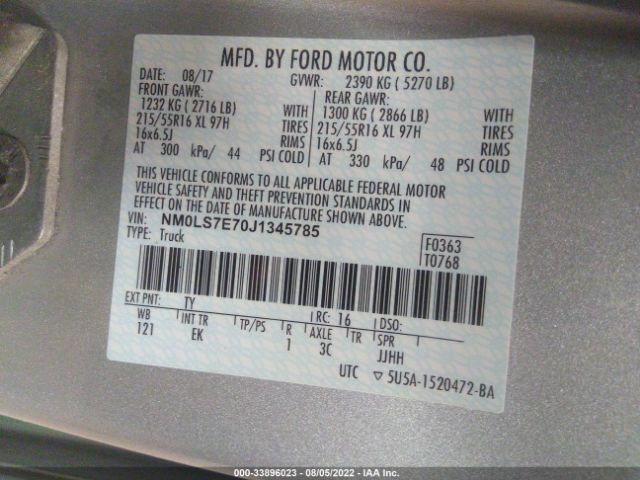 MFD. BY FORD MOTOR CO.
DATE: 08/17 GVWR: 2390 KG ( 5270 LB)
FRONT GAWR: REAR GAWR:
1232 KG ( 2716 LB) WITH 1300 KG ( 2866 LB) WITH
215/55R16 XL 97H TIRES 215/55R16 XL 97H TIRES
16x6.5J RIMS 16x6.5J RIMS
AT 300 kPa/ 44 PSI COLD AT 330 kPa/ 48 PSI COLD
THIS VEHICLE CONFORMS TO ALL APPLICABLE FEDERAL MOTOR
VEHICLE SAFETY AND THEFT PREVENTION STANDARDS IN
EFFECT ON THE DATE OF MANUFACTURE SHOWN ABOVE.
VIN: NM0LS7E70J1345785
TYPE: Truck F0363
T0768
EXT PNT: TY RC: 16 DSO:
WB INT TR TP/PS R AXLE TR SPR
121 EK 1 3C JJHH
UTC ▽ 5U5A-1520472-BA
000-33896023 - 08/05/2022 - IAA Inc.